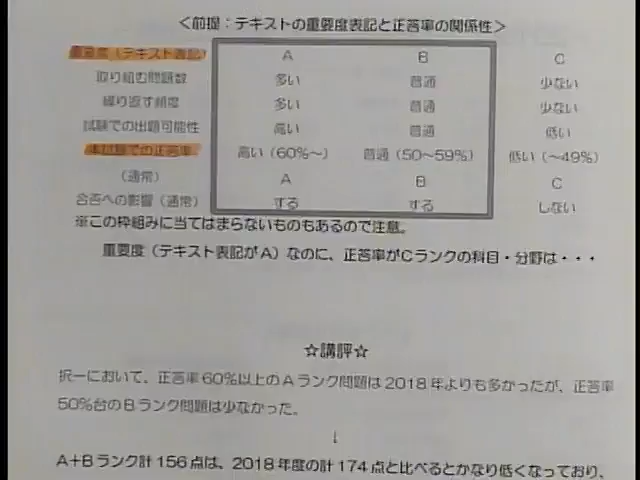 ＜前提：テキストの重要度表記と正答率の関係性＞
重要度（テキスト表記） A B C
取り組む問題数 多い 普通 少ない
繰り返す頻度 多い 普通 少ない
試験での出題可能性 高い 普通 低い
本試験での正答率 高い（60%～） 普通（50～59%） 低い（～49%）
（通常） A B C
合否への影響（通常） する する しない
※この枠組みに当てはまらないものもあるので注意。
重要度（テキスト表記がA）なのに、正答率がCランクの科目・分野は・・・
☆講評☆
択一において、正答率60%以上のAランク問題は2018年よりも多かったが、正答率
50%台のBランク問題は少なかった。
↓
A+Bランク計156点は、2018年度の計174点と比べるとかなり低くなっており、